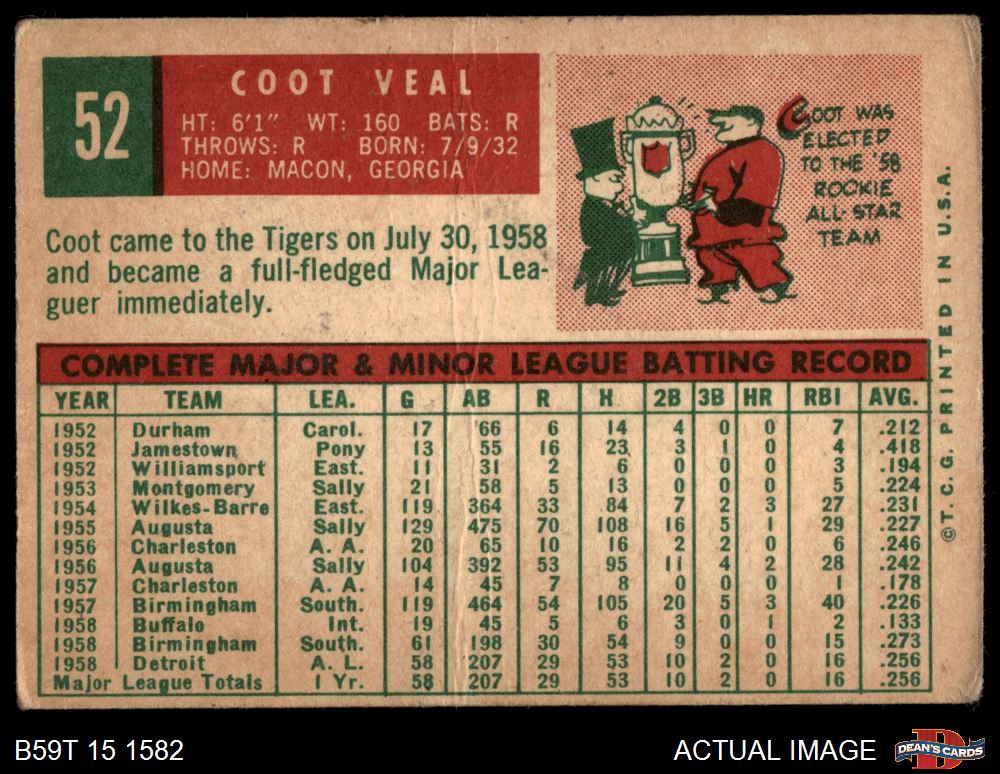 52
COOT VEAL
HT: 6'1" WT: 160 BATS: R
THROWS: R BORN: 7/9/32
HOME: MACON, GEORGIA
COOT WAS
ELECTED
TO THE '58
ROOKIE
ALL-STAR
TEAM
Coot came to the Tigers on July 30, 1958
and became a full-fledged Major Lea-
guer immediately.
COMPLETE MAJOR & MINOR LEAGUE BATTING RECORD
YEAR TEAM LEA. G AB R H 2B 3B HR RBI AVG.
1952 Durham Carol. 17 66 6 14 4 0 0 7 .212
1952 Jamestown Pony 13 55 16 23 3 1 0 4 .418
1952 Williamsport East. 11 31 2 6 0 0 0 3 .194
1953 Montgomery Sally 21 58 5 13 0 0 0 5 .224
1954 Wilkes-Barre East. 119 364 33 84 7 2 3 27 .231
1955 Augusta Sally 129 475 70 108 16 5 1 29 .227
1956 Charleston A. A. 20 65 10 16 2 2 0 6 .246
1956 Augusta Sally 104 392 53 95 11 4 2 28 .242
1957 Charleston A. A. 14 45 7 8 0 0 0 1 .178
1957 Birmingham South. 119 464 54 105 20 5 3 40 .226
1958 Buffalo Int. 19 45 5 6 3 0 1 2 .133
1958 Birmingham South. 61 198 30 54 9 0 0 15 .273
1958 Detroit A. L. 58 207 29 53 10 2 0 16 .256
Major League Totals 1 Yr. 58 207 29 53 10 2 0 16 .256
©T. C. G. PRINTED IN U.S.A.
B59T 15 1582
ACTUAL IMAGE
DEAN'S CARDS